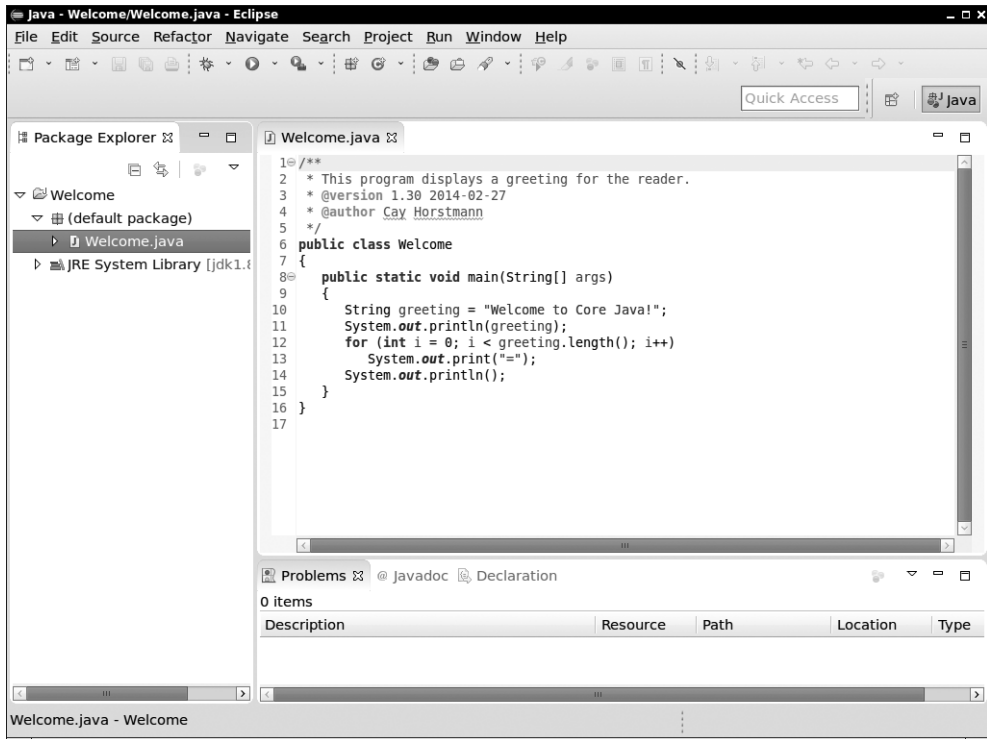 Java - Welcome/Welcome.java - Eclipse
File Edit Source Refactor Navigate Search Project Run Window Help
Quick Access
Java
Package Explorer
Welcome
(default package)
Welcome.java
JRE System Library [jdk1.8
Welcome.java
1 /**
2  * This program displays a greeting for the reader.
3  * @version 1.30 2014-02-27
4  * @author Cay Horstmann
5  */
6 public class Welcome
7 {
8    public static void main(String[] args)
9    {
10       String greeting = "Welcome to Core Java!";
11       System.out.println(greeting);
12       for (int i = 0; i < greeting.length(); i++)
13          System.out.print("=");
14       System.out.println();
15    }
16 }
17
Problems @ Javadoc Declaration
0 items
Description Resource Path Location Type
Welcome.java - Welcome